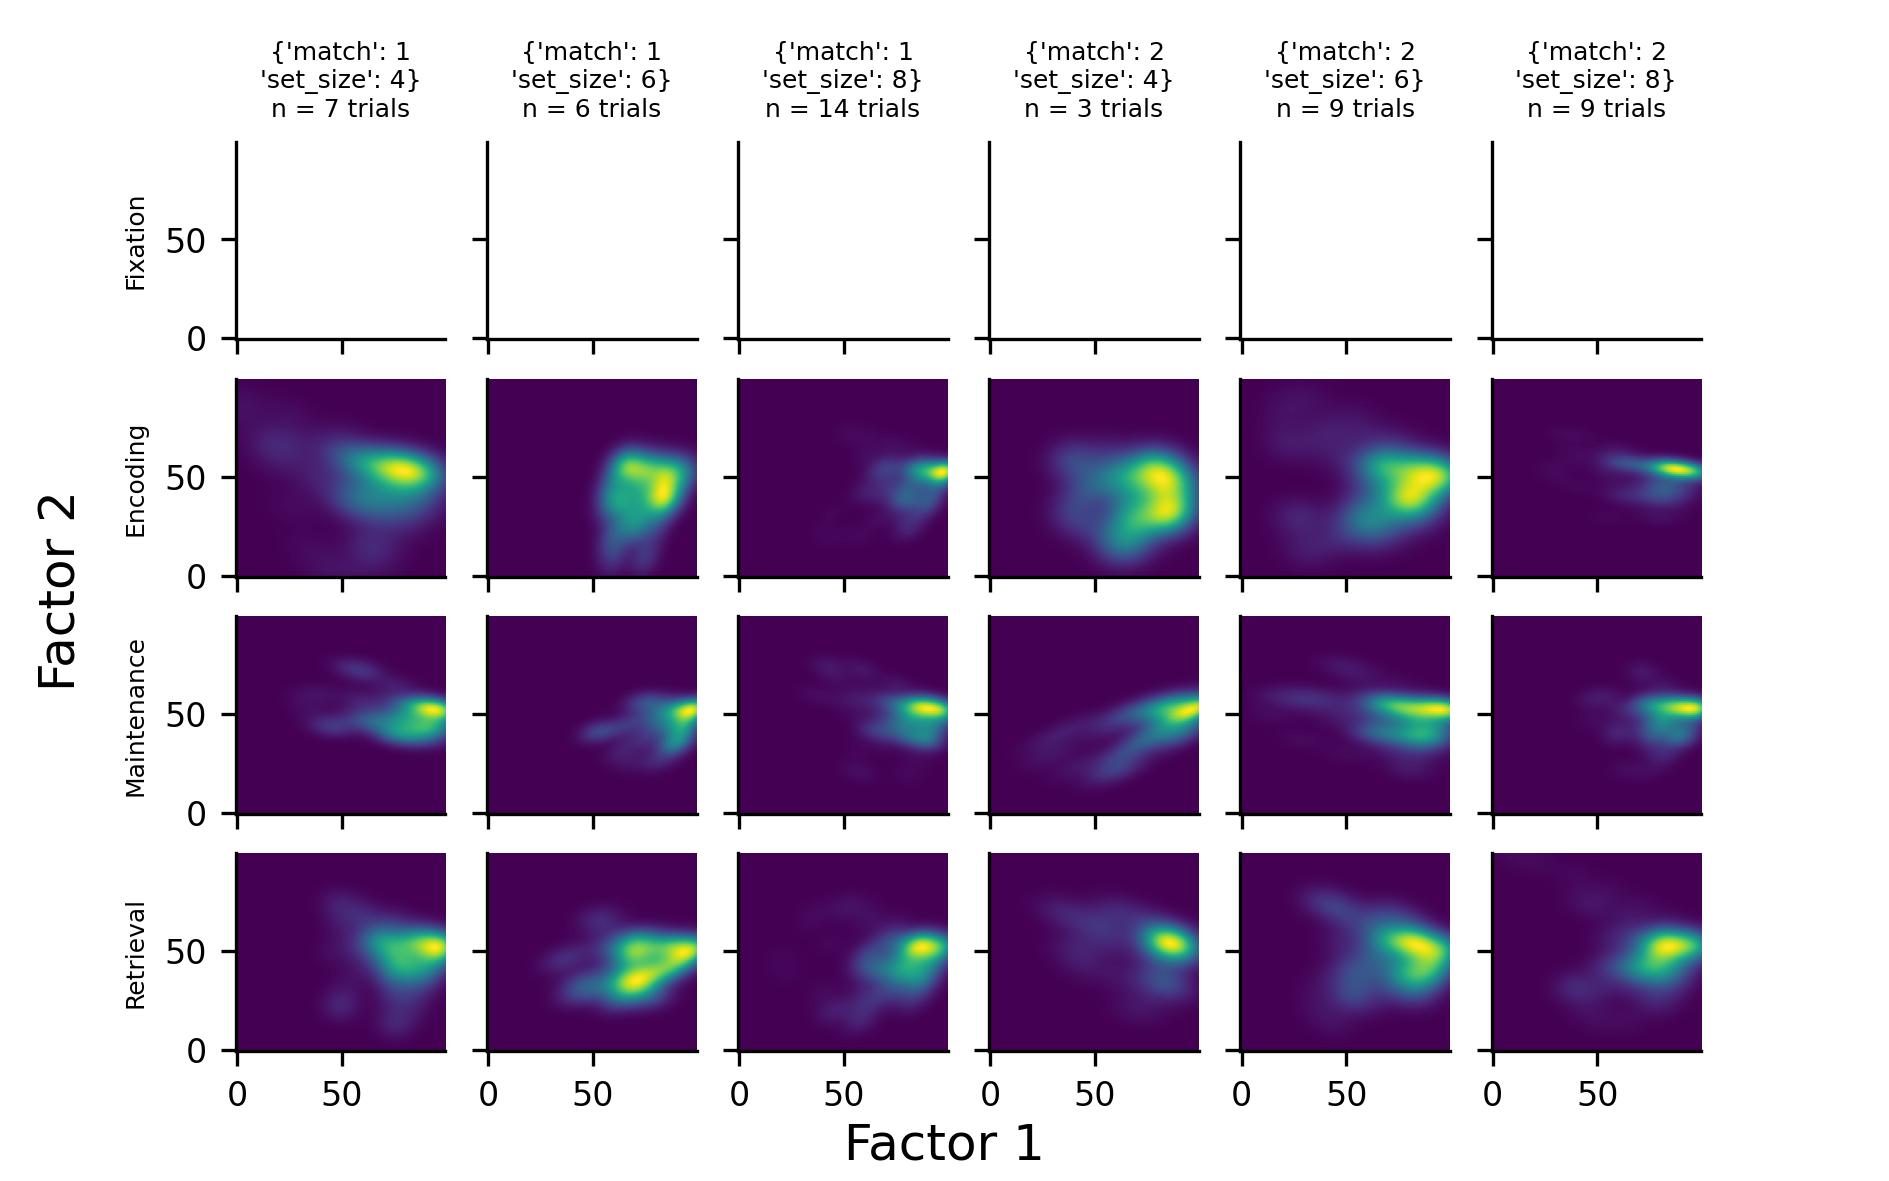 {'match': 1
'set_size': 4}
n = 7 trials
{'match': 1
'set_size': 6}
n = 6 trials
{'match': 1
'set_size': 8}
n = 14 trials
{'match': 2
'set_size': 4}
n = 3 trials
{'match': 2
'set_size': 6}
n = 9 trials
{'match': 2
'set_size': 8}
n = 9 trials
Factor 2
Fixation
50
0
Encoding
50
0
Maintenance
50
0
Retrieval
50
0
0 50 0 50 0 50 0 50 0 50 0 50
Factor 1